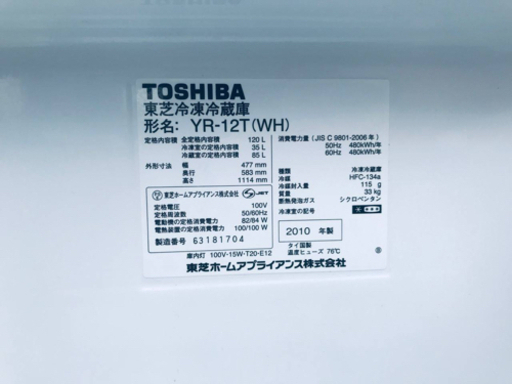 TOSHIBA
東芝冷凍冷蔵庫
形名: YR-12T(WH)
定格内容積 全定格内容積 120 L
冷凍室の定格内容積 35 L
冷蔵室の定格内容積 85 L
外形寸法 幅 477 mm
奥行 583 mm
高さ 1114 mm
東芝ホームアプライアンス株式会社 JET
定格電圧 100V
定格周波数 50/60Hz
電動機の定格消費電力 82/84 W
電熱装置の定格消費電力 100/100 W
製造番号 63181704
消費電力量 (JIS C 9801-2006 年)
50Hz 480kWh/年
60Hz 480kWh/年
種類 冷凍冷蔵庫
冷媒 HFC-134a
冷媒封入量 115 g
質量 33 kg
断熱発泡ガス シクロペンタン
冷凍室の記号
2010 年製
タイ国製
温度ヒューズ 76℃
庫内灯 100V-15W-T20-E12
東芝ホームアプライアンス株式会社